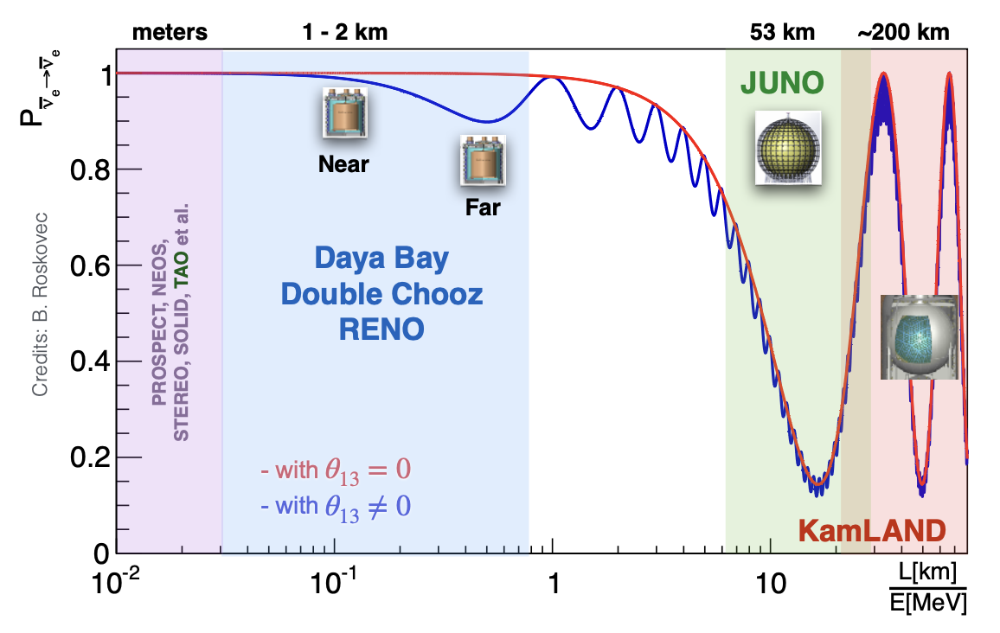 meters
1 - 2 km
53 km
~200 km
P ν̅e→ν̅e
1
0.8
0.6
0.4
0.2
0
Credits: B. Roskovec
PROSPECT, NEOS,
STEREO, SOLID, TAO et al.
Near
Far
Daya Bay
Double Chooz
RENO
- with θ13 = 0
- with θ13 ≠ 0
JUNO
KamLAND
10-2
10-1
1
10
L[km]
E[MeV]